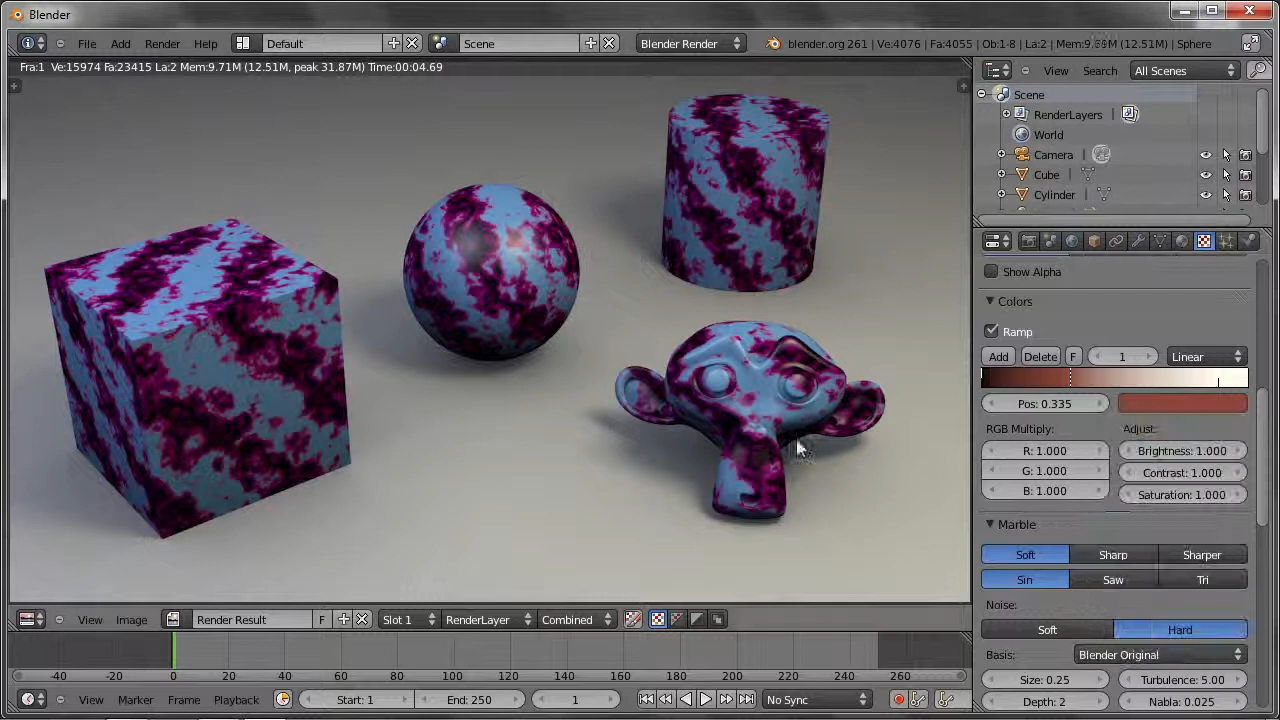 Blender
File Add Render Help Default Scene Blender Render blender.org 261 | Ve:4076 | Fa:4055 | Ob:1-8 | La:2 | (12.51M) | Sphere
Fra:1 Ve:15974 Fa:23415 La:2 Mem:9.71M (12.51M, peak 31.87M) Time:00:04.69
View Search All Scenes
Scene
RenderLayers
World
Camera
Cube
Cylinder
Show Alpha
Colors
Ramp
Add Delete F 1 Linear
Pos: 0.335
RGB Multiply: Adjust:
R: 1.000 Brightness: 1.000
G: 1.000 Contrast: 1.000
B: 1.000 Saturation: 1.000
Marble
Soft Sharp Sharper
Sin Saw Tri
Noise:
Soft Hard
Basis: Blender Original
Size: 0.25 Turbulence: 5.00
Depth: 2 Nabla: 0.025
View Image Render Result F Slot 1 RenderLayer Combined
-40 -20 0 20 40 60 80 100 120 140 160 180 200 220 240 260
View Marker Frame Playback Start: 1 End: 250 1 No Sync